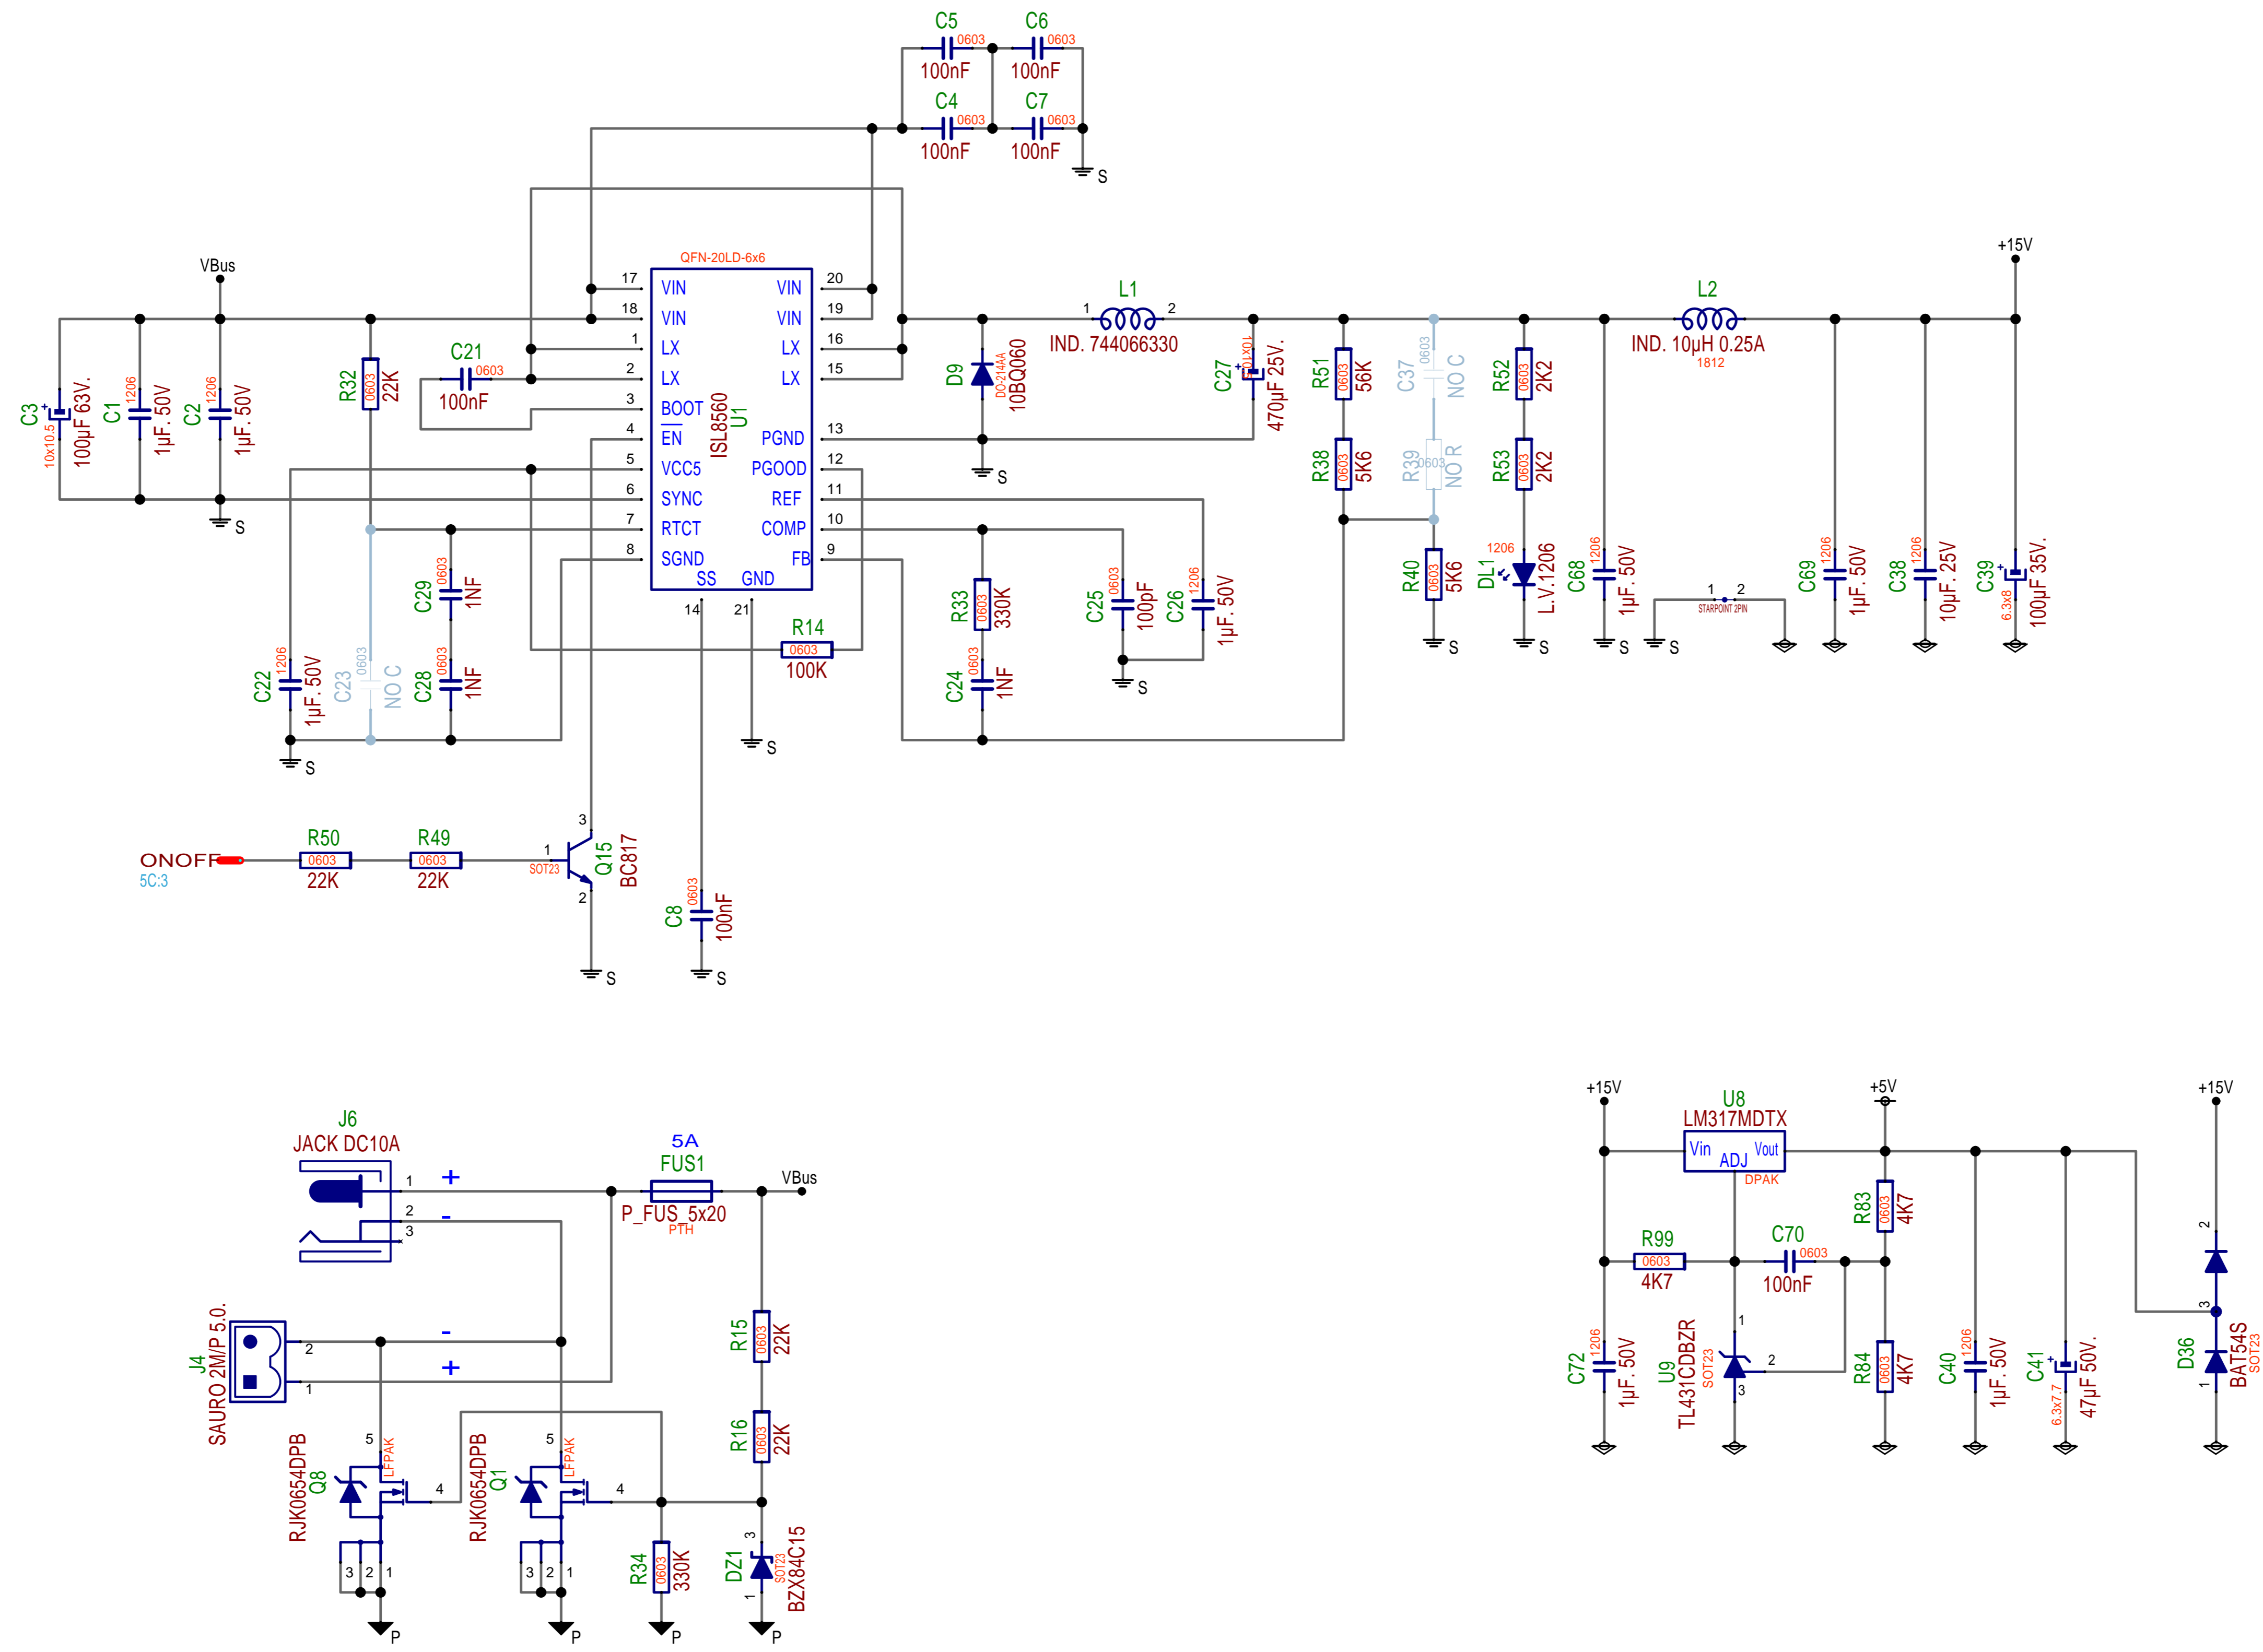 C5
0603
100nF
C6
0603
100nF
C4
0603
100nF
C7
0603
100nF
S
VBus
C3
+
10x10.5
100µF 63V.
C1
1206
1µF. 50V
C2
1206
1µF. 50V
S
R32
0603
22K
C21
0603
100nF
QFN-20LD-6x6
17 VIN
18 VIN
1 LX
2 LX
3 BOOT
4 EN
5 VCC5
6 SYNC
7 RTCT
8 SGND
VIN 20
VIN 19
LX 16
LX 15
PGND 13
PGOOD 12
REF 11
COMP 10
FB 9
SS GND
14 21
ISL8560
U1
D9
DO-214AA
10BQ060
S
1 L1 2
IND. 744066330
C27
+
470µF 25V.
R51
0603
56K
R38
0603
5K6
C37
0603
NO C
R39
0603
NO R
R40
0603
5K6
S
R52
0603
2K2
R53
0603
2K2
1206
DL1
L.V.1206
S
C68
1206
1µF. 50V
S
L2
IND. 10µH 0.25A
1812
+15V
1 2
STARPOINT 2PIN
S
C69
1206
1µF. 50V
C38
1206
10µF. 25V
C39
+
6.3x8
100µF 35V.
C22
1206
1µF. 50V
S
C23
0603
NO C
C29
0603
1NF
C28
0603
1NF
R14
0603
100K
S
R33
0603
330K
C24
0603
1NF
C25
0603
100pF
C26
1206
1µF. 50V
S
ONOFF
5C:3
R50
0603
22K
R49
0603
22K
1
SOT23
3
2
Q15
BC817
S
C8
0603
100nF
S
J6
JACK DC10A
1
2
3
+
-
5A
FUS1
P_FUS_5x20
PTH
VBus
J4
SAURO 2M/P 5.0.
2
1
-
+
R15
0603
22K
R16
0603
22K
RJK0654DPB
Q8
5
LFPAK
4
3 2 1
P
RJK0654DPB
Q1
5
LFPAK
4
3 2 1
P
R34
0603
330K
P
DZ1
3
1
SOT23
BZX84C15
P
+15V
U8
LM317MDTX
Vin Vout
ADJ
DPAK
+5V
+15V
R99
0603
4K7
C70
0603
100nF
R83
0603
4K7
R84
0603
4K7
C72
1206
1µF. 50V
U9
TL431CDBZR
SOT23
1
2
3
C40
1206
1µF. 50V
C41
+
6.3x7.7
47µF 50V.
2
3
1
D36
BAT54S
SOT23